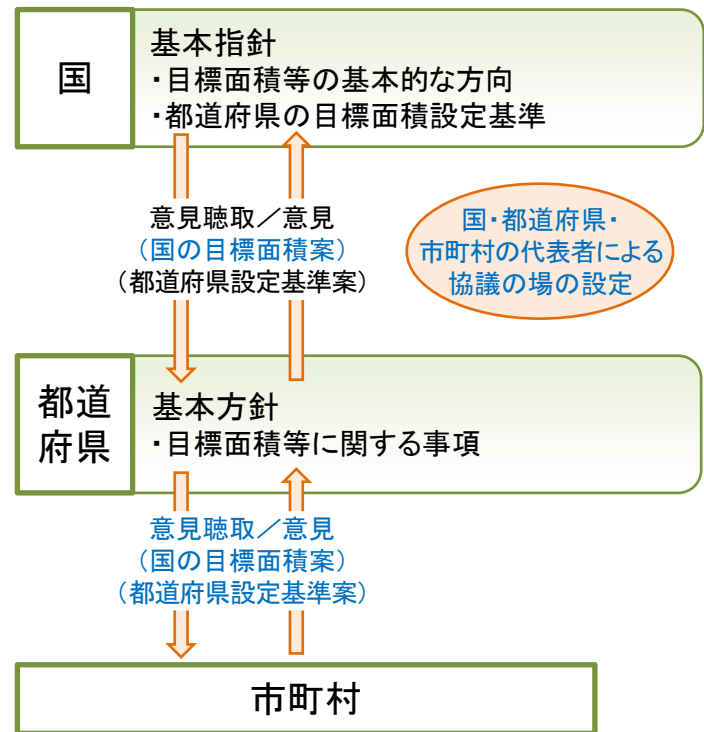 国
基本指針
・目標面積等の基本的な方向
・都道府県の目標面積設定基準
意見聴取／意見
（国の目標面積案）
（都道府県設定基準案）
国・都道府県・
市町村の代表者による
協議の場の設定
都道
府県
基本方針
・目標面積等に関する事項
意見聴取／意見
（国の目標面積案）
（都道府県設定基準案）
市町村